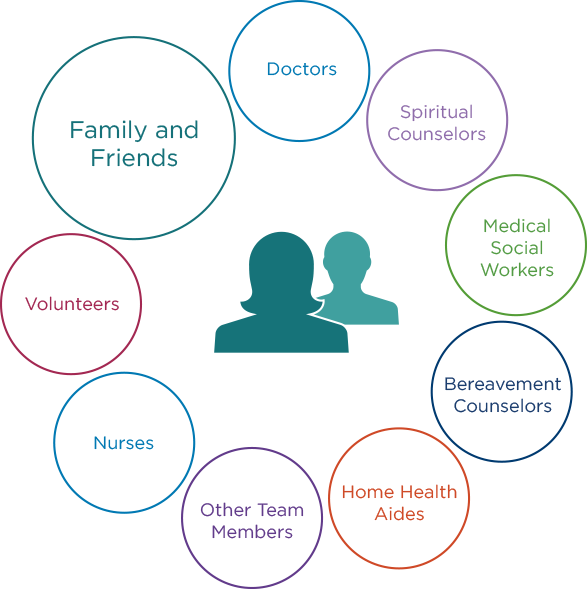 Family and
Friends
Doctors
Spiritual
Counselors
Medical
Social
Workers
Bereavement
Counselors
Home Health
Aides
Other Team
Members
Nurses
Volunteers